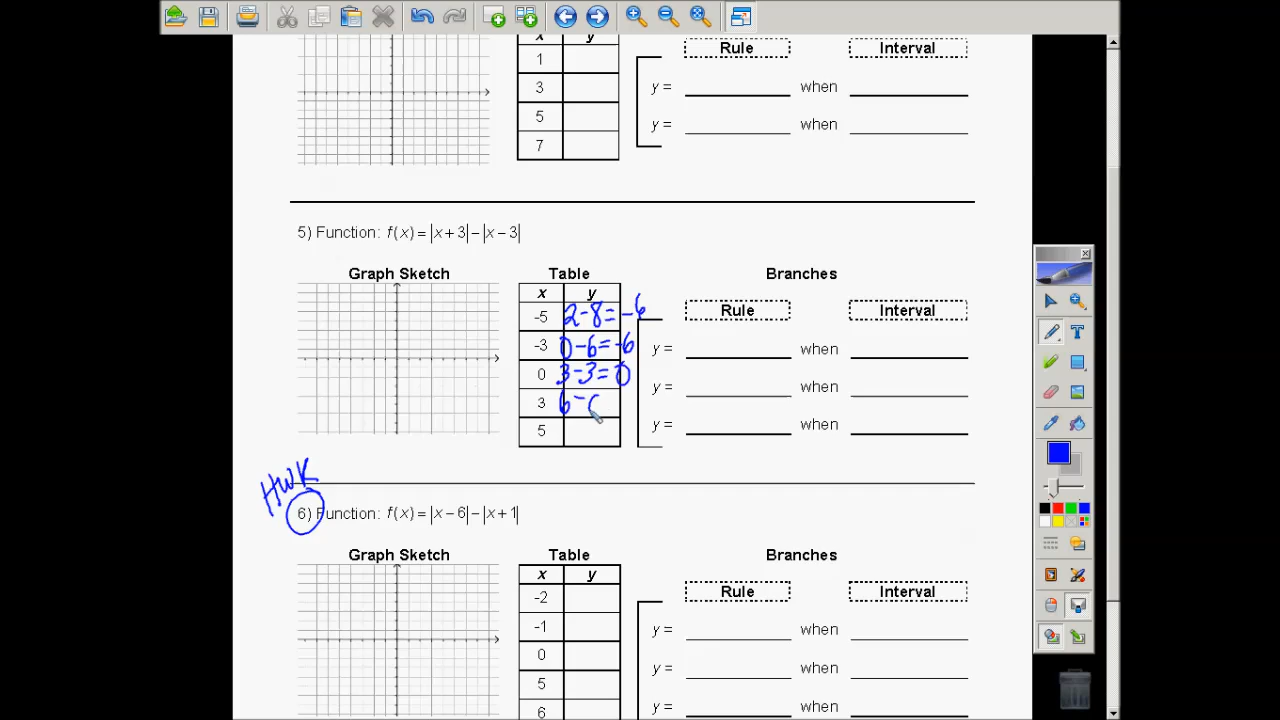 x y
Rule Interval
1
y = when
3
5
y = when
7
5) Function: f(x) = |x + 3| − |x − 3|
Graph Sketch Table Branches
x y
Rule Interval
-5 2-8=-6
-3 0-6=-6
y = when
0 3-3=0
y = when
3 6-
5
y = when
HWK
6) Function: f(x) = |x − 6| − |x + 1|
Graph Sketch Table Branches
x y
Rule Interval
-2
-1
y = when
0
y = when
5
6
y = when
T